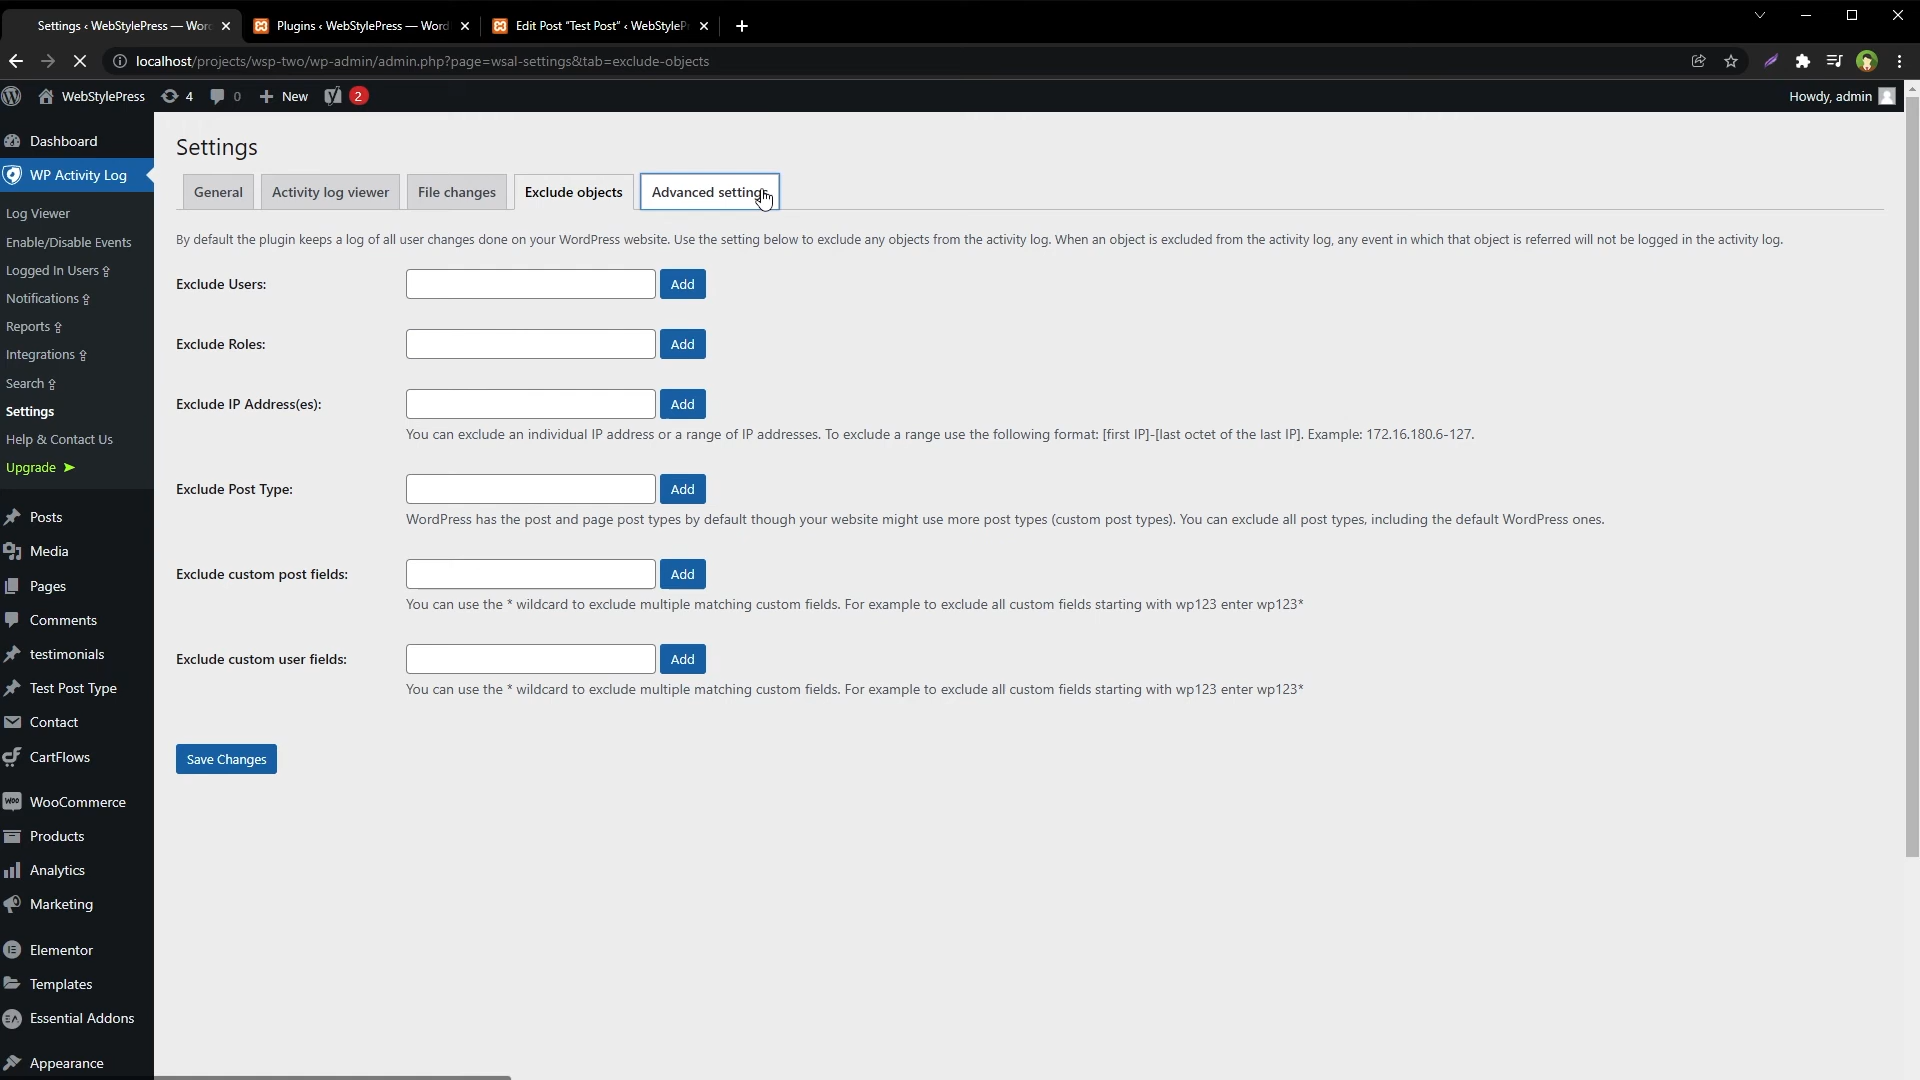 Settings ‹ WebStylePress — Wor
Plugins ‹ WebStylePress — Word
Edit Post “Test Post” ‹ WebStyleP
localhost/projects/wsp-two/wp-admin/admin.php?page=wsal-settings&tab=exclude-objects
WebStylePress
4
0
New
2
Howdy, admin
Dashboard
WP Activity Log
Log Viewer
Enable/Disable Events
Logged In Users
Notifications
Reports
Integrations
Search
Settings
Help & Contact Us
Upgrade
Posts
Media
Pages
Comments
testimonials
Test Post Type
Contact
CartFlows
WooCommerce
Products
Analytics
Marketing
Elementor
Templates
Essential Addons
Appearance
Settings
General
Activity log viewer
File changes
Exclude objects
Advanced settings
By default the plugin keeps a log of all user changes done on your WordPress website. Use the setting below to exclude any objects from the activity log. When an object is excluded from the activity log, any event in which that object is referred will not be logged in the activity log.
Exclude Users:
Add
Exclude Roles:
Add
Exclude IP Address(es):
Add
You can exclude an individual IP address or a range of IP addresses. To exclude a range use the following format: [first IP]-[last octet of the last IP]. Example: 172.16.180.6-127.
Exclude Post Type:
Add
WordPress has the post and page post types by default though your website might use more post types (custom post types). You can exclude all post types, including the default WordPress ones.
Exclude custom post fields:
Add
You can use the * wildcard to exclude multiple matching custom fields. For example to exclude all custom fields starting with wp123 enter wp123*
Exclude custom user fields:
Add
You can use the * wildcard to exclude multiple matching custom fields. For example to exclude all custom fields starting with wp123 enter wp123*
Save Changes